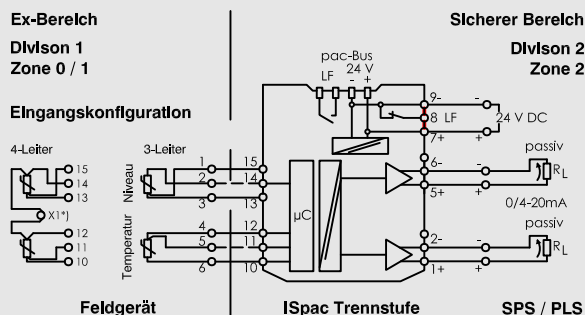 Ex-Bereich
Sicherer Bereich
Divison 1
Zone 0 / 1
Divison 2
Zone 2
pac-Bus
24 V
LF - +
Eingangskonfiguration
9- -
8 LF 24 V DC
7+ +
4-Leiter
3-Leiter
15
14
13
X1*)
12
11
10
Niveau
1 15
2 14
3 13
Temperatur
4 12
5 11
6 10
µC
passiv
6- -
RL
5+ +
0/4-20mA
passiv
2- -
RL
1+ +
Feldgerät
ISpac Trennstufe
SPS / PLS